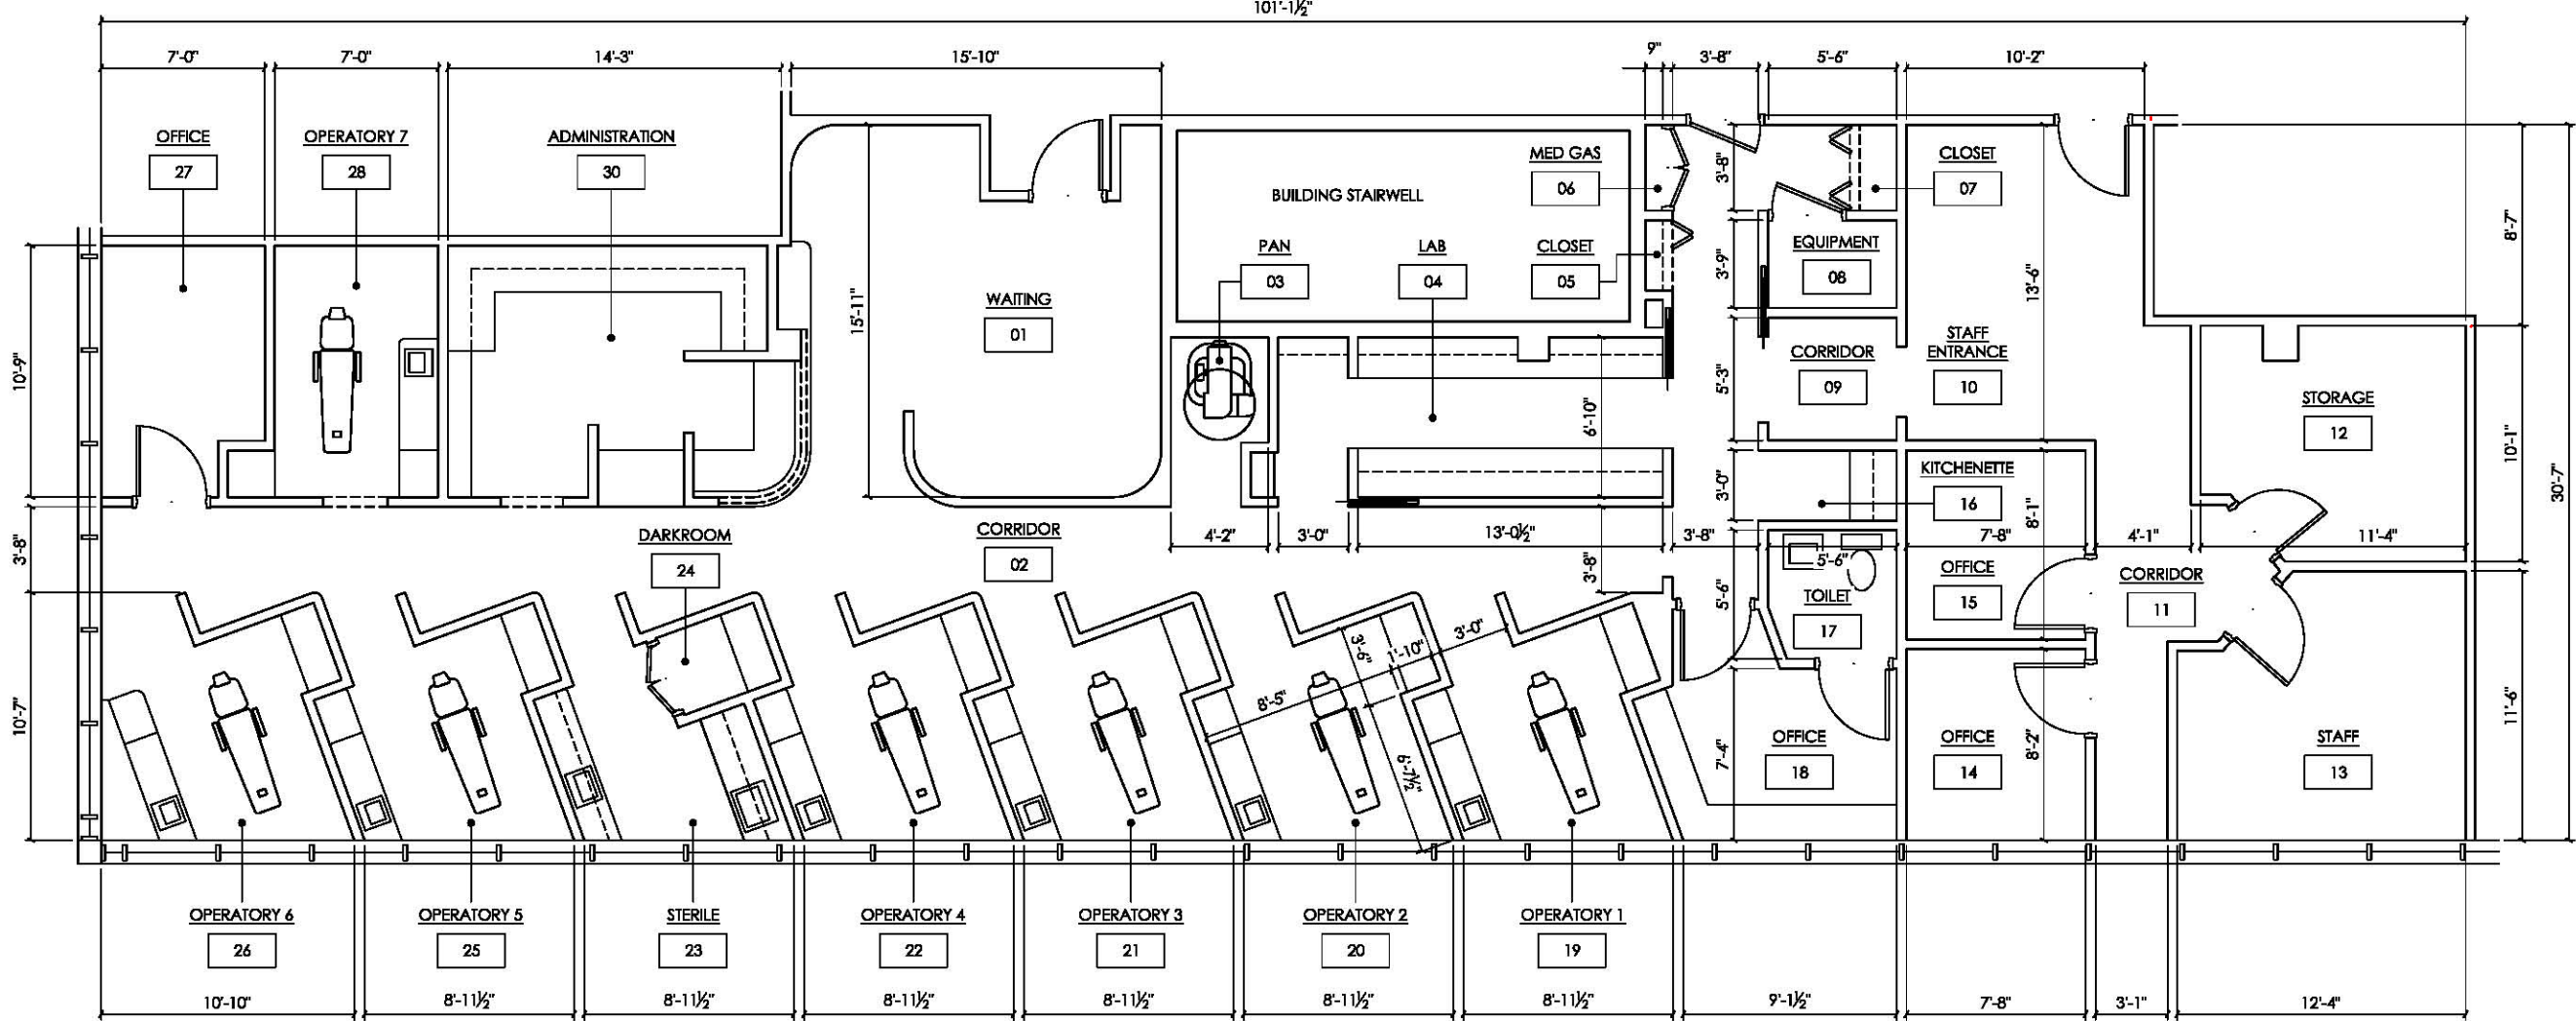 101'-1½"
7'-0"
7'-0"
14'-3"
15'-10"
9"
3'-8"
5'-6"
10'-2"
OFFICE
27
OPERATORY 7
28
ADMINISTRATION
30
BUILDING STAIRWELL
MED GAS
06
CLOSET
07
3'-8"
8'-7"
WAITING
01
15'-11"
PAN
03
LAB
04
CLOSET
05
EQUIPMENT
08
3'-9"
13'-6"
10'-9"
CORRIDOR
09
5'-3"
STAFF
ENTRANCE
10
6'-10"
STORAGE
12
10'-1"
30'-7"
KITCHENETTE
16
3'-0"
8'-1"
3'-8"
DARKROOM
24
CORRIDOR
02
4'-2"
3'-0"
13'-0½"
3'-8"
5'-6"
7'-8"
4'-1"
11'-4"
3'-8"
5'-6"
TOILET
17
OFFICE
15
CORRIDOR
11
10'-7"
3'-6"
1'-10"
3'-0"
8'-5"
6'-7½"
7'-4"
OFFICE
18
OFFICE
14
8'-2"
STAFF
13
11'-6"
OPERATORY 6
26
OPERATORY 5
25
STERILE
23
OPERATORY 4
22
OPERATORY 3
21
OPERATORY 2
20
OPERATORY 1
19
10'-10"
8'-11½"
8'-11½"
8'-11½"
8'-11½"
8'-11½"
8'-11½"
9'-1½"
7'-8"
3'-1"
12'-4"